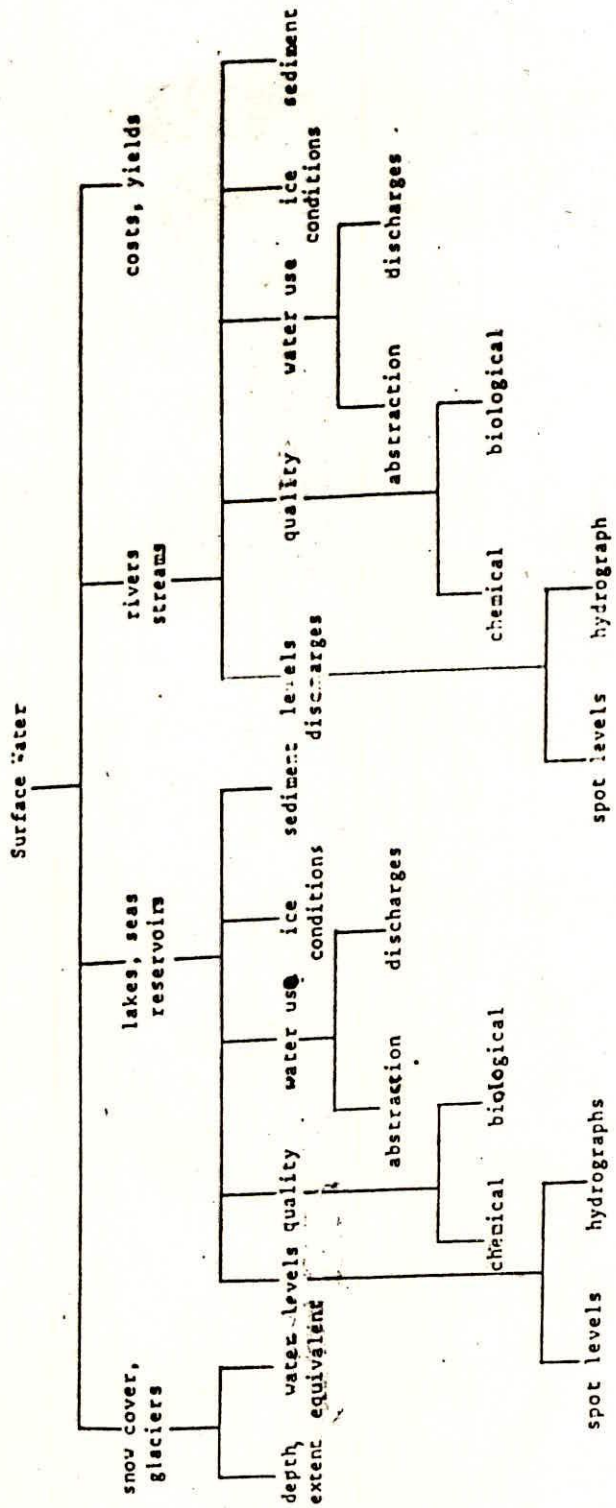 Surface Water
snow cover,
glaciers
lakes, seas
reservoirs
rivers
streams
costs, yields
depth,
extent
water
equivalent
levels
quality
water use
ice
conditions
sediment
levels
discharges
quality
water use
ice
conditions
sediment
abstraction
discharges
abstraction
discharges
chemical
biological
chemical
biological
spot levels
hydrographs
spot levels
hydrograph